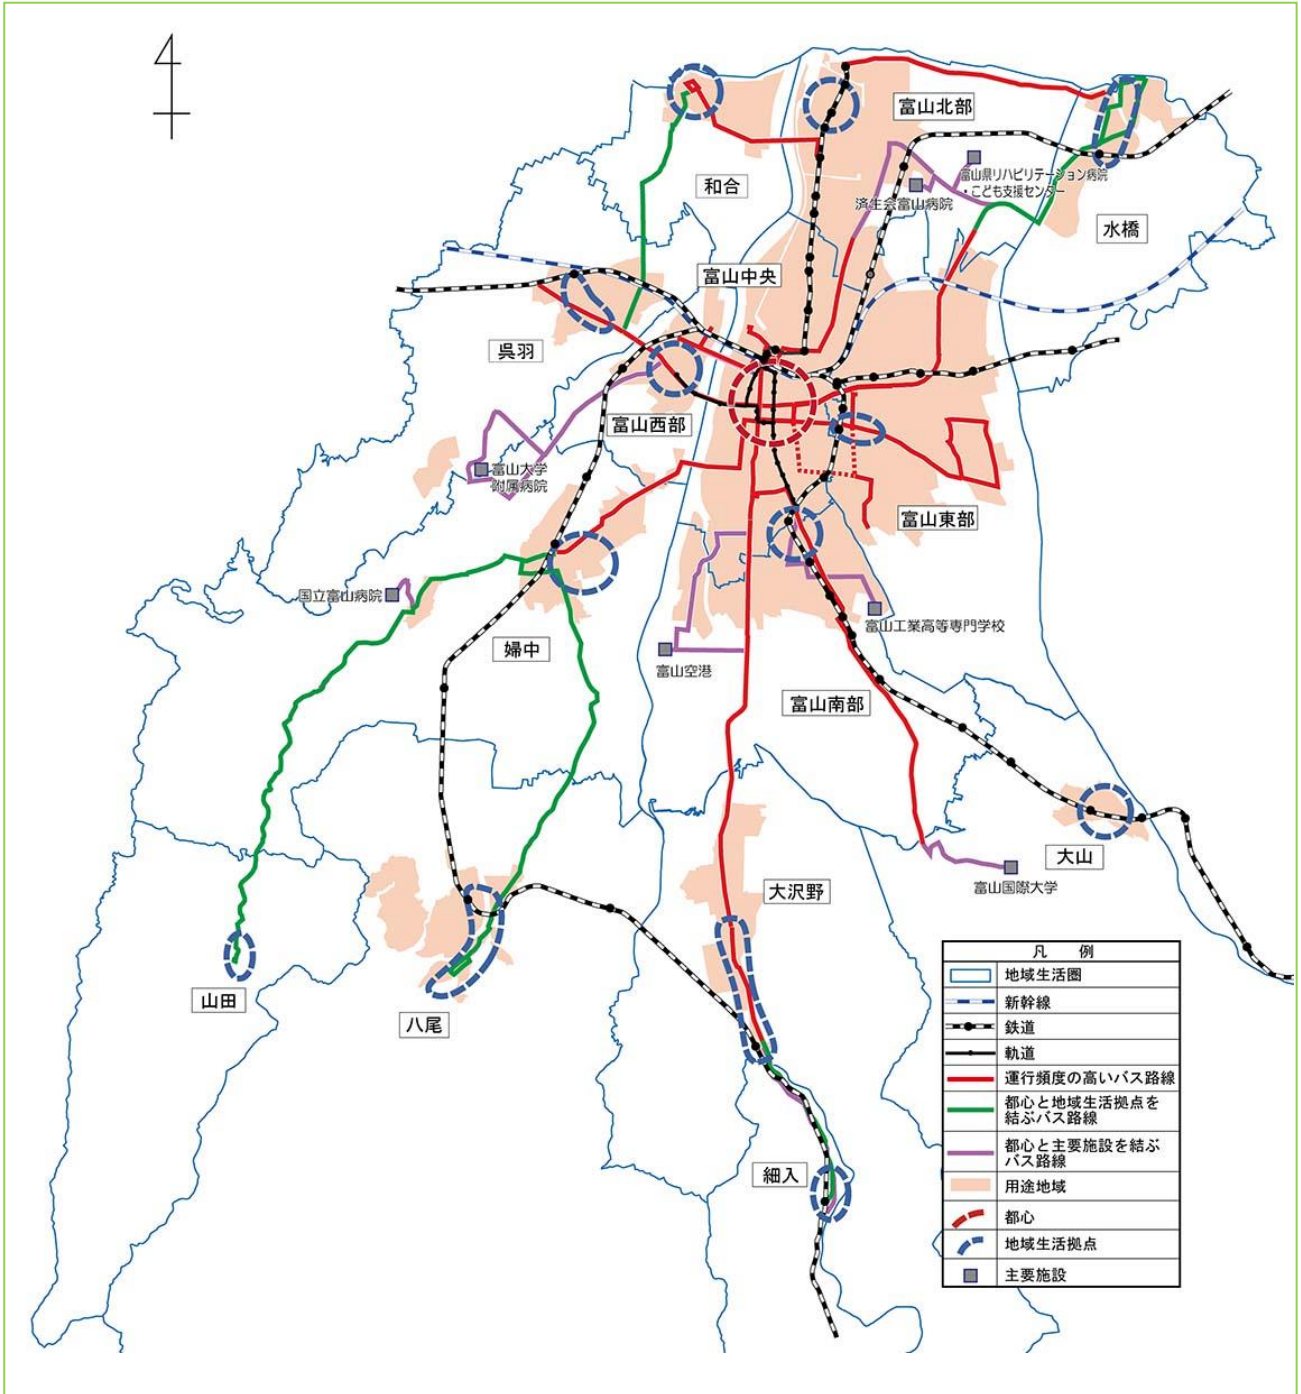 富山北部
富山県リハビリテーション病院
・こども支援センター
済生会富山病院
和合
水橋
富山中央
呉羽
富山西部
富山大学
附属病院
富山東部
国立富山病院
富山工業高等専門学校
婦中
富山空港
富山南部
大山
富山国際大学
大沢野
山田
八尾
細入
凡 例
地域生活圏
新幹線
鉄道
軌道
運行頻度の高いバス路線
都心と地域生活拠点を
結ぶバス路線
都心と主要施設を結ぶ
バス路線
用途地域
都心
地域生活拠点
主要施設